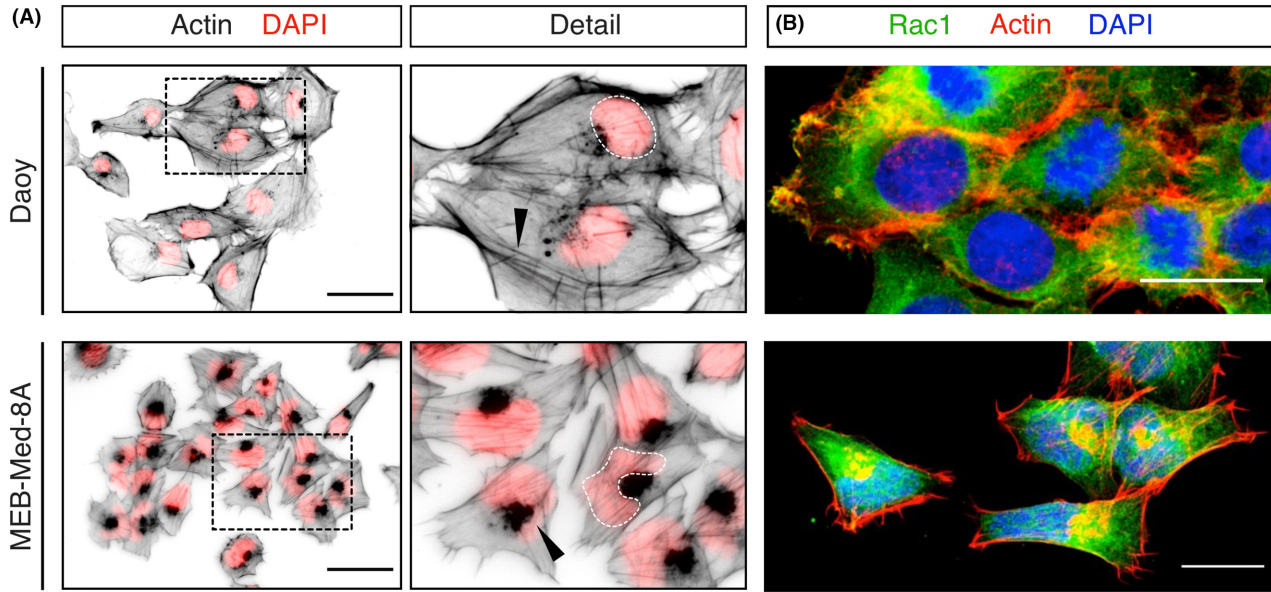 (A)
Actin DAPI
Detail
(B)
Rac1 Actin DAPI
Daoy
MEB-Med-8A